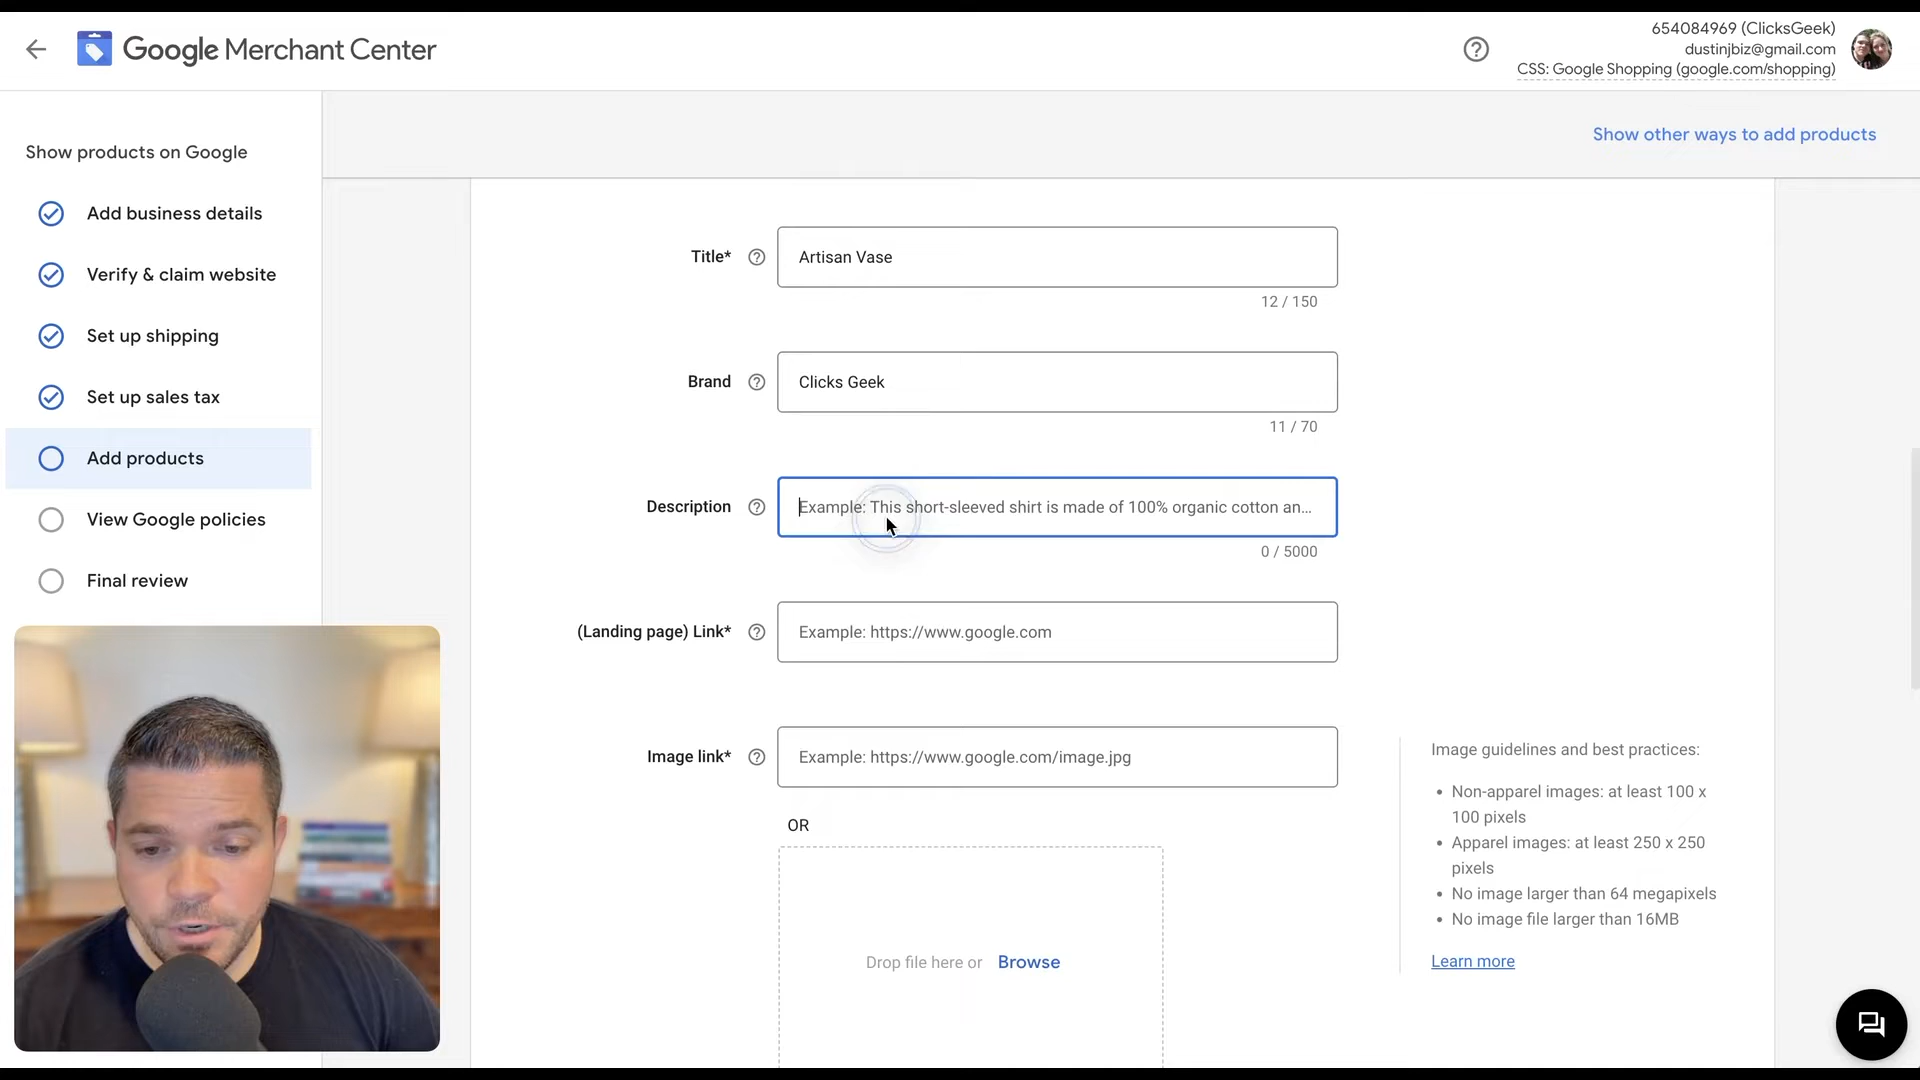 Google Merchant Center
654084969 (ClicksGeek)
dustinjbiz@gmail.com
CSS: Google Shopping (google.com/shopping)
Show products on Google
Add business details
Verify & claim website
Set up shipping
Set up sales tax
Add products
View Google policies
Final review
Show other ways to add products
Title*
Artisan Vase
12 / 150
Brand
Clicks Geek
11 / 70
Description
Example: This short-sleeved shirt is made of 100% organic cotton an...
0 / 5000
(Landing page) Link*
Example: https://www.google.com
Image link*
Example: https://www.google.com/image.jpg
OR
Drop file here or Browse
Image guidelines and best practices:
• Non-apparel images: at least 100 x
100 pixels
• Apparel images: at least 250 x 250
pixels
• No image larger than 64 megapixels
• No image file larger than 16MB
Learn more